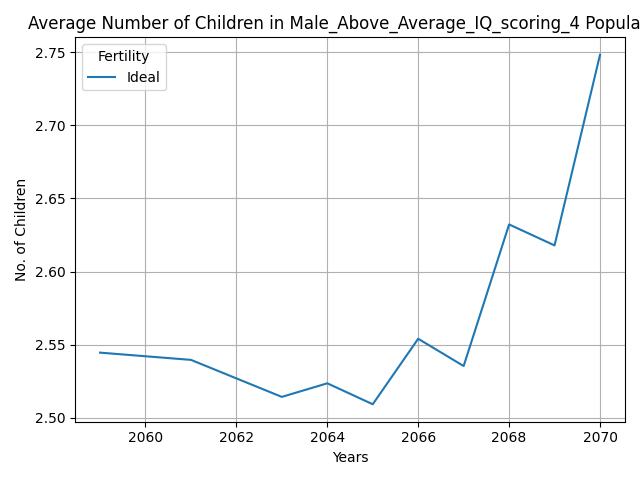 Average Number of Children in Male_Above_Average_IQ_scoring_4 Popula
Fertility
Ideal
No. of Children
2.75
2.70
2.65
2.60
2.55
2.50
2060
2062
2064
2066
2068
2070
Years